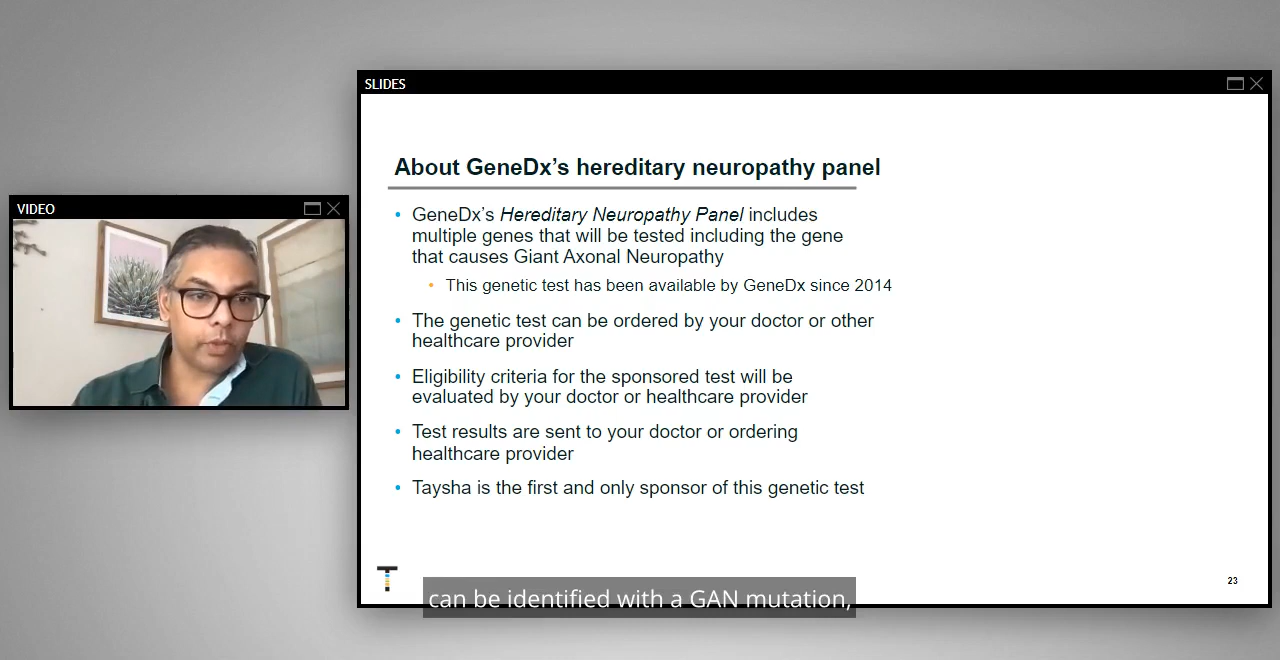 SLIDES
VIDEO
About GeneDx's hereditary neuropathy panel
• GeneDx's Hereditary Neuropathy Panel includes
multiple genes that will be tested including the gene
that causes Giant Axonal Neuropathy
• This genetic test has been available by GeneDx since 2014
• The genetic test can be ordered by your doctor or other
healthcare provider
• Eligibility criteria for the sponsored test will be
evaluated by your doctor or healthcare provider
• Test results are sent to your doctor or ordering
healthcare provider
• Taysha is the first and only sponsor of this genetic test
T
23
can be identified with a GAN mutation,